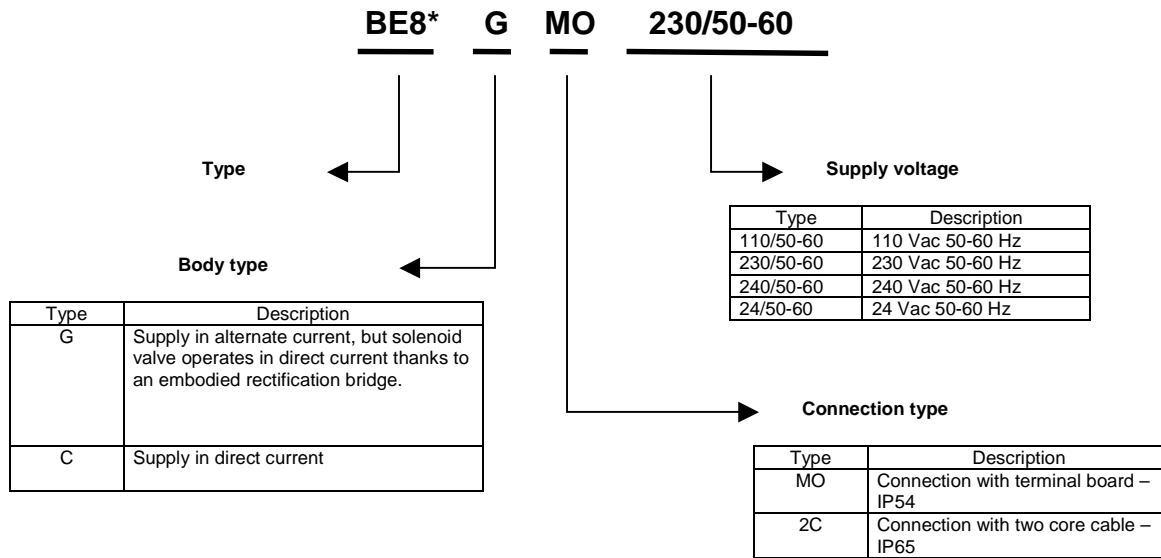 BE8* G MO 230/50-60
Type
Supply voltage
Type Description
110/50-60 110 Vac 50-60 Hz
230/50-60 230 Vac 50-60 Hz
240/50-60 240 Vac 50-60 Hz
24/50-60 24 Vac 50-60 Hz
Body type
Type Description
G Supply in alternate current, but solenoid
valve operates in direct current thanks to
an embodied rectification bridge.
C Supply in direct current
Connection type
Type Description
MO Connection with terminal board –
IP54
2C Connection with two core cable –
IP65